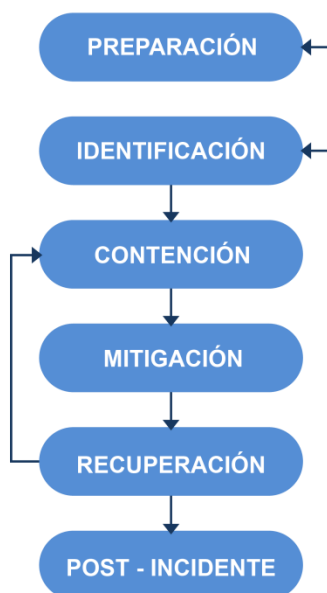 PREPARACIÓN
IDENTIFICACIÓN
CONTENCIÓN
MITIGACIÓN
RECUPERACIÓN
POST - INCIDENTE